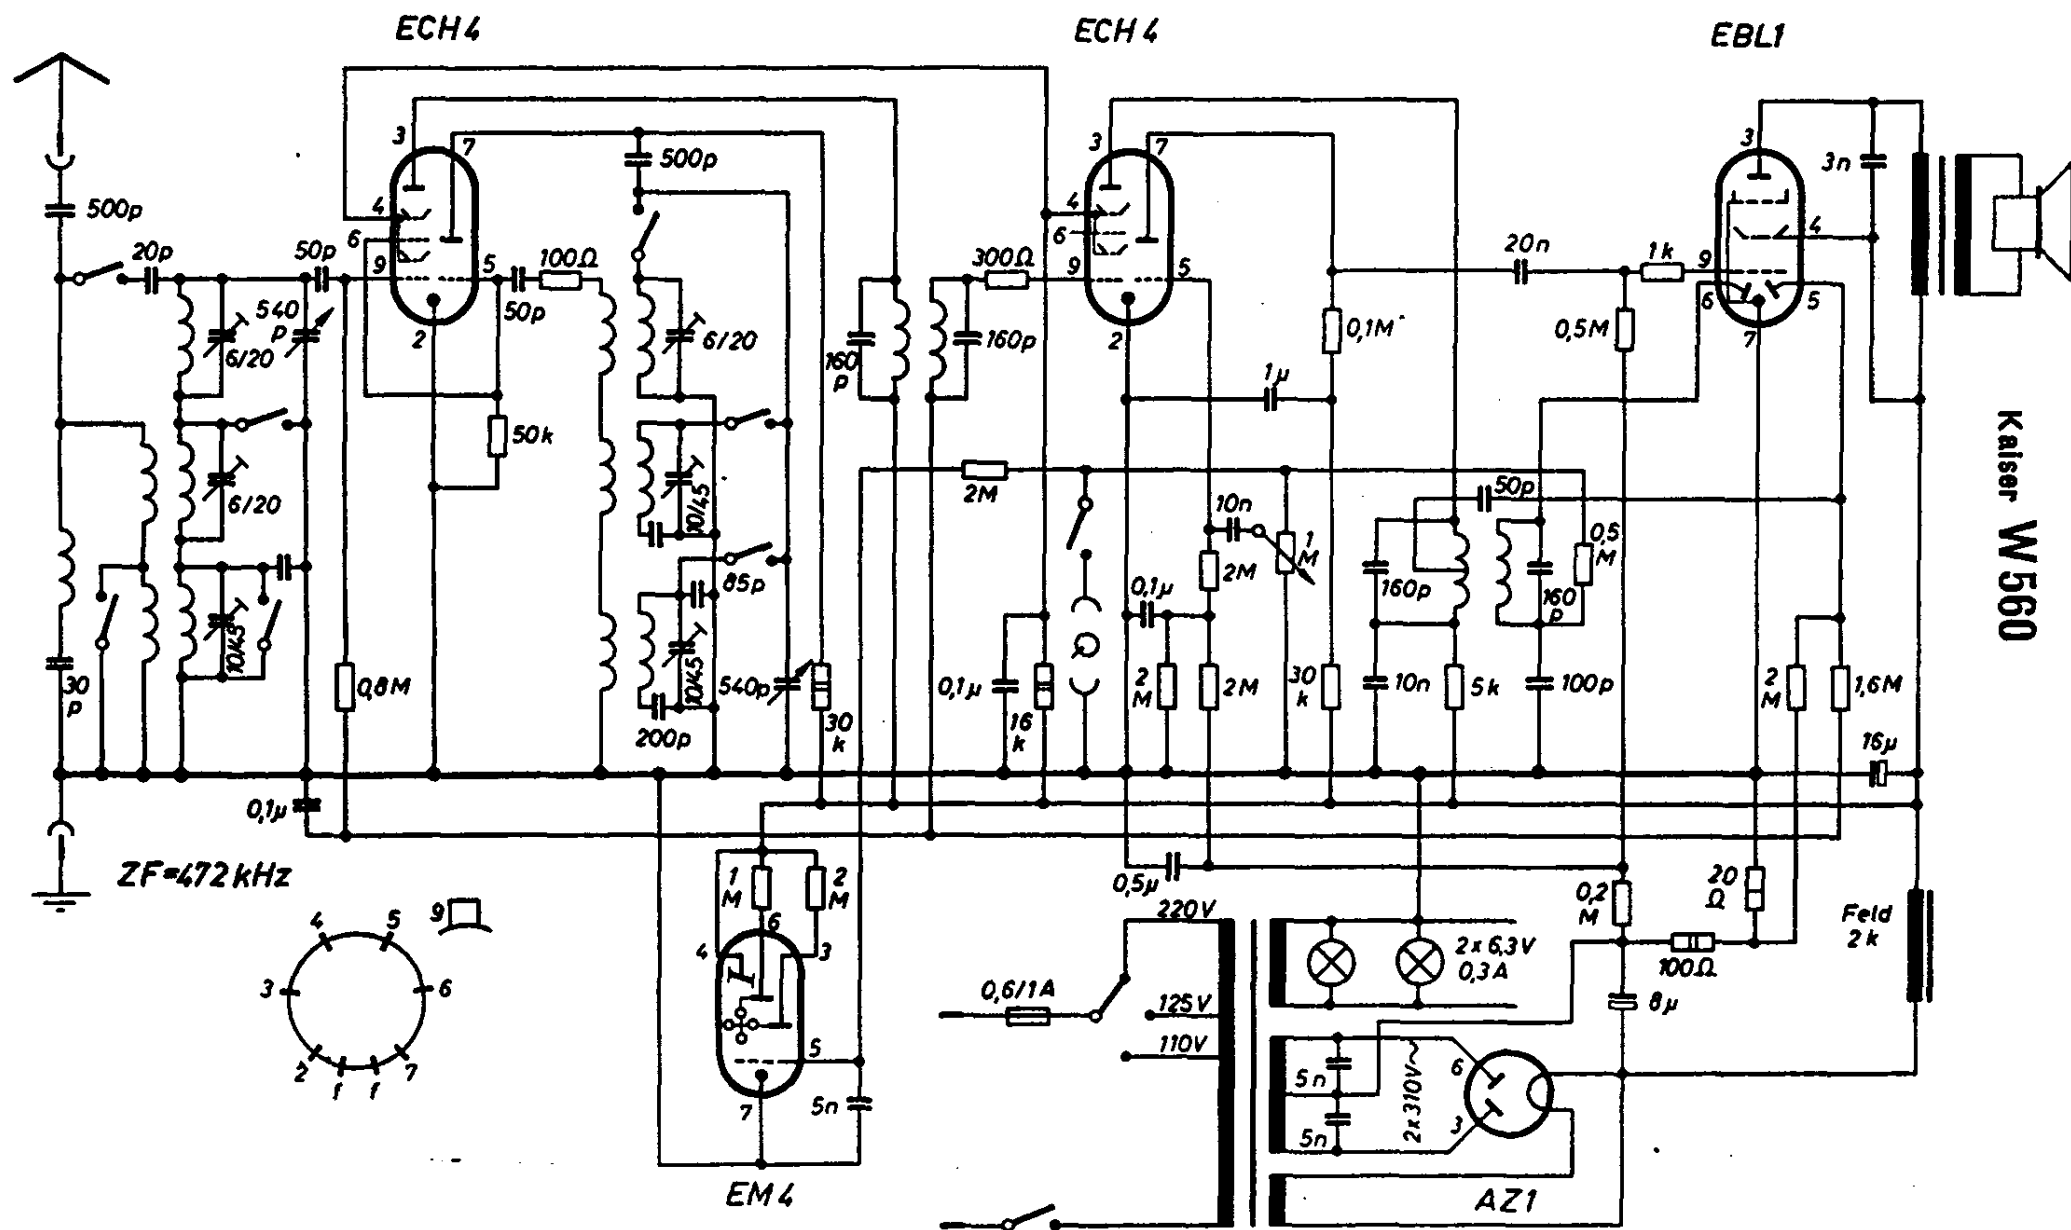 ECH4
ECH4
EBL1
3
7
500p
3
7
3
3n
500p
4
4
4
20p
50p
6
6
20n
1k
9
5
100Ω
300Ω
9
5
9
6
5
540
p
50p
6/20
2
6/20
160
p
160p
2
0,1M
0,5M
7
1µ
50k
Kaiser W560
2M
50p
6/20
10/45
10n
1
M
0,5
M
2M
85p
0,1µ
160p
160
p
10/45
10/45
30
p
0,8M
540p
0,1µ
2
M
2M
30
k
10n
5k
100p
2
M
1,6M
200p
30
k
16
k
16µ
0,1µ
ZF=472kHz
1
M
2
M
0,5µ
0,2
M
20
Ω
220V
Feld
2k
4
5
9
6
4
3
2x6,3V
0,3A
100Ω
3
6
0,6/1A
125V
8µ
110V
5
6
5n
2x310V~
2
f
f
7
7
5n
5n
3
EM4
AZ1